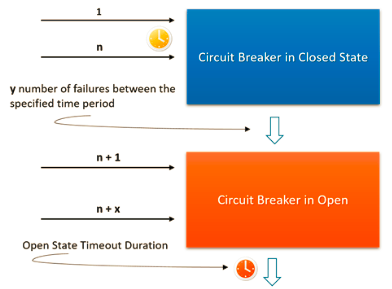 1
n
Circuit Breaker in Closed State
y number of failures between the
specified time period
n + 1
Circuit Breaker in Open
n + x
Open State Timeout Duration